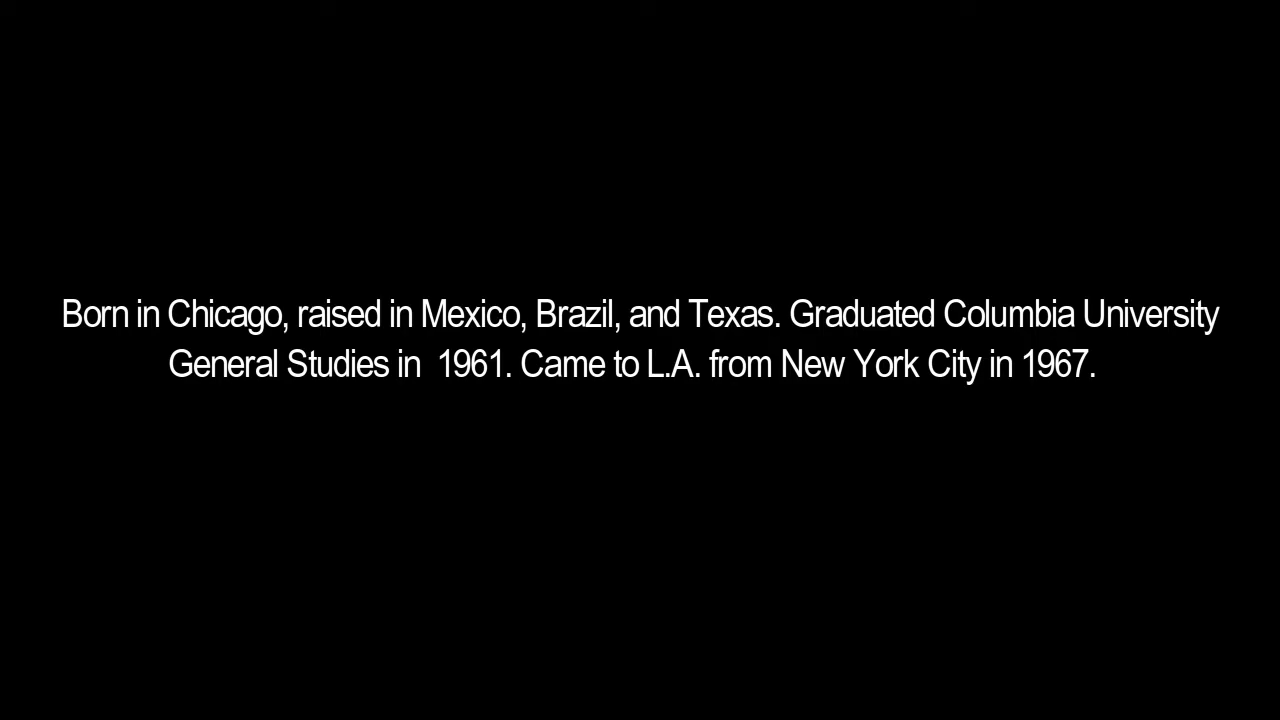 Born in Chicago, raised in Mexico, Brazil, and Texas. Graduated Columbia University
General Studies in  1961. Came to L.A. from New York City in 1967.